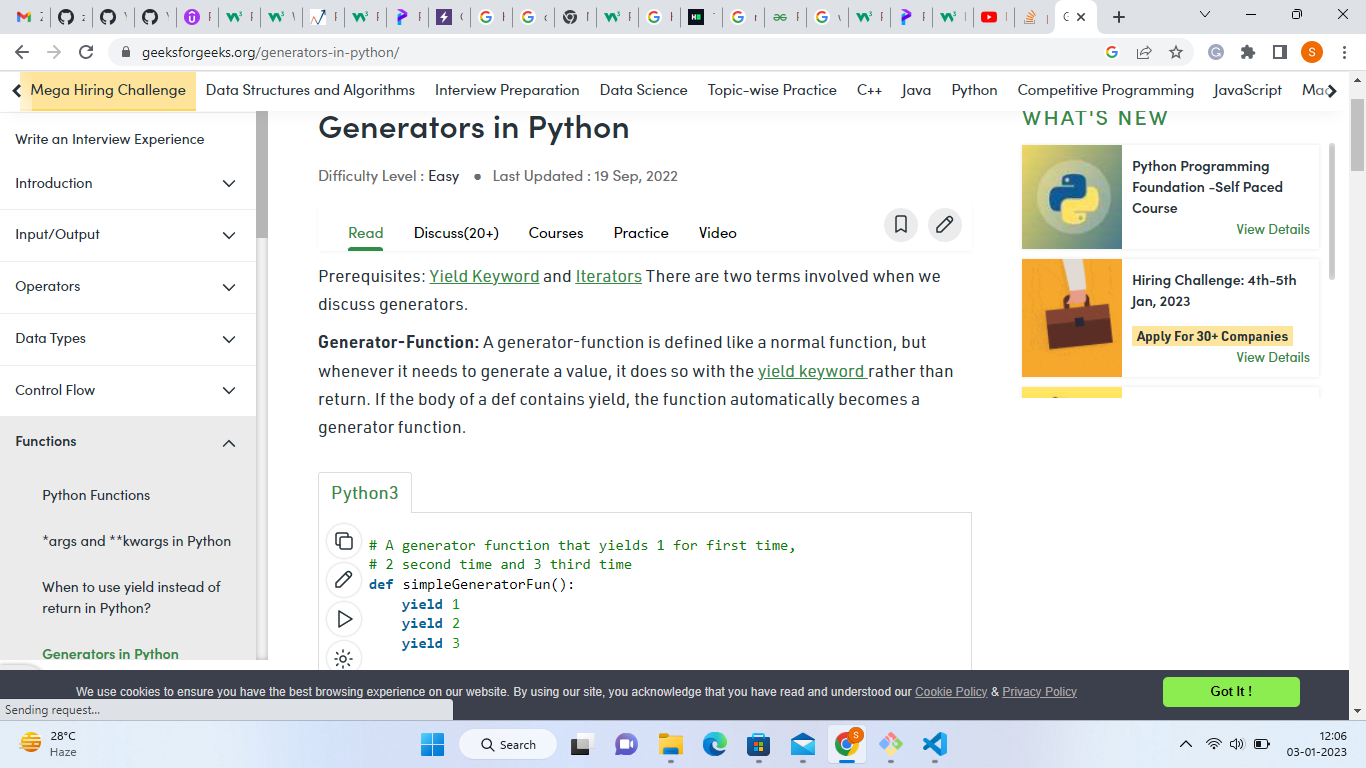 geeksforgeeks.org/generators-in-python/
S
Mega Hiring Challenge Data Structures and Algorithms Interview Preparation Data Science Topic-wise Practice C++ Java Python Competitive Programming JavaScript
Write an Interview Experience
Introduction
Input/Output
Operators
Data Types
Control Flow
Functions
Python Functions
*args and **kwargs in Python
When to use yield instead of
return in Python?
Generators in Python
Generators in Python
Difficulty Level : Easy ● Last Updated : 19 Sep, 2022
Read Discuss(20+) Courses Practice Video
Prerequisites: Yield Keyword and Iterators There are two terms involved when we
discuss generators.
Generator-Function: A generator-function is defined like a normal function, but
whenever it needs to generate a value, it does so with the yield keyword rather than
return. If the body of a def contains yield, the function automatically becomes a
generator function.
Python3
# A generator function that yields 1 for first time,
# 2 second time and 3 third time
def simpleGeneratorFun():
yield 1
yield 2
yield 3
WHAT'S NEW
Python Programming
Foundation -Self Paced
Course
View Details
Hiring Challenge: 4th-5th
Jan, 2023
Apply For 30+ Companies
View Details
We use cookies to ensure you have the best browsing experience on our website. By using our site, you acknowledge that you have read and understood our Cookie Policy & Privacy Policy
Got It !
Sending request...
28°C
Haze
Search
S
12:06
03-01-2023